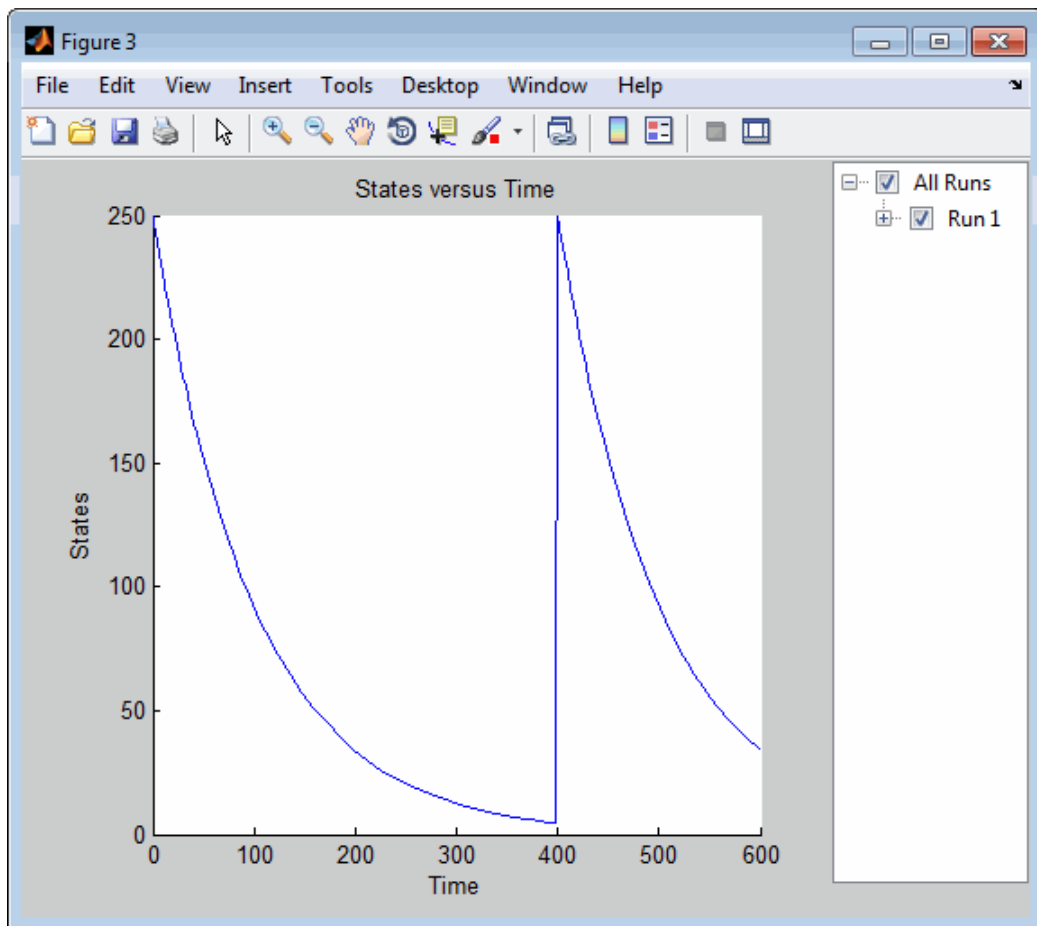 Figure 3
File Edit View Insert Tools Desktop Window Help
States versus Time
All Runs
Run 1
250
200
150
100
50
0
States
0 100 200 300 400 500 600
Time